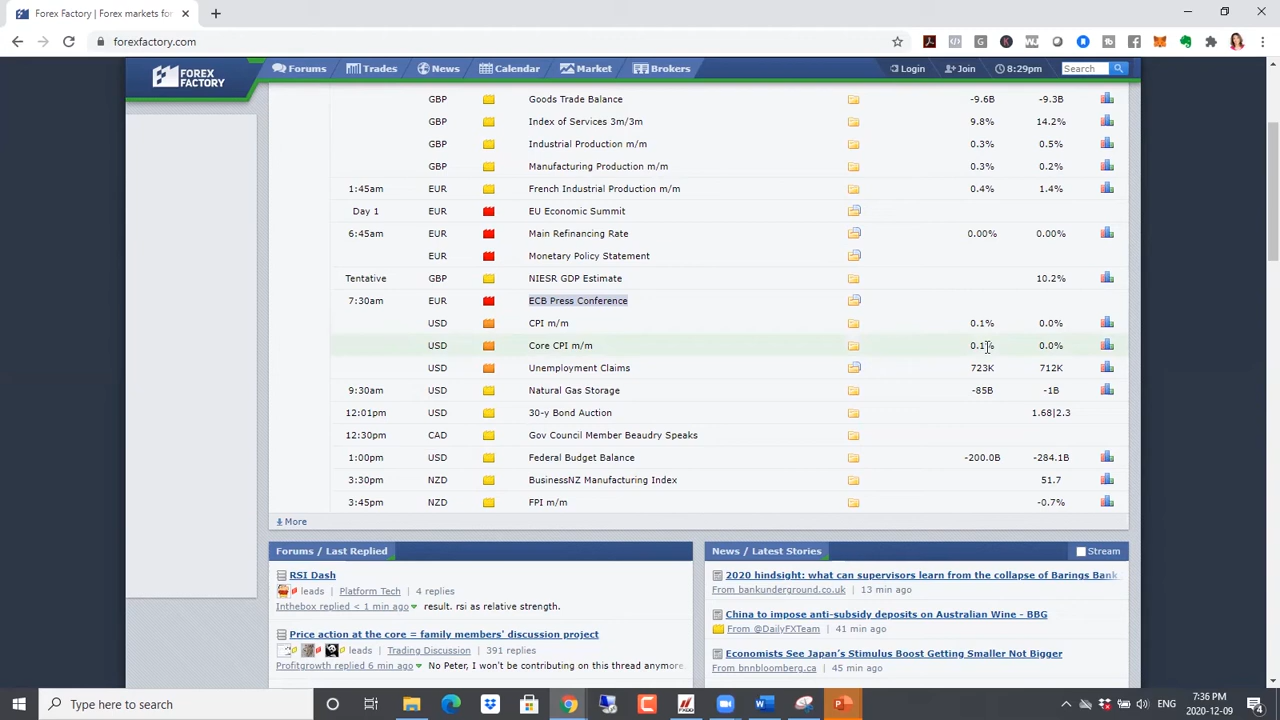 Forex Factory | Forex markets for
forexfactory.com
FOREX FACTORY
Forums
Trades
News
Calendar
Market
Brokers
Login
Join
8:29pm
Search
GBP Goods Trade Balance -9.6B -9.3B
GBP Index of Services 3m/3m 9.8% 14.2%
GBP Industrial Production m/m 0.3% 0.5%
GBP Manufacturing Production m/m 0.3% 0.2%
1:45am EUR French Industrial Production m/m 0.4% 1.4%
Day 1 EUR EU Economic Summit
6:45am EUR Main Refinancing Rate 0.00% 0.00%
EUR Monetary Policy Statement
Tentative GBP NIESR GDP Estimate 10.2%
7:30am EUR ECB Press Conference
USD CPI m/m 0.1% 0.0%
USD Core CPI m/m 0.1% 0.0%
USD Unemployment Claims 723K 712K
9:30am USD Natural Gas Storage -85B -1B
12:01pm USD 30-y Bond Auction 1.68|2.3
12:30pm CAD Gov Council Member Beaudry Speaks
1:00pm USD Federal Budget Balance -200.0B -284.1B
3:30pm NZD BusinessNZ Manufacturing Index 51.7
3:45pm NZD FPI m/m -0.7%
More
Forums / Last Replied
RSI Dash
leads | Platform Tech | 4 replies
Inthebox replied < 1 min ago result. rsi as relative strength.
Price action at the core = family members' discussion project
leads | Trading Discussion | 391 replies
Profitgrowth replied 6 min ago No Peter, I won't be contributing on this thread anymore.
News / Latest Stories
Stream
2020 hindsight: what can supervisors learn from the collapse of Barings Bank
From bankunderground.co.uk | 13 min ago
China to impose anti-subsidy deposits on Australian Wine - BBG
From @DailyFXTeam | 41 min ago
Economists See Japan's Stimulus Boost Getting Smaller Not Bigger
From bnnbloomberg.ca | 45 min ago
Type here to search
ENG
7:36 PM
2020-12-09